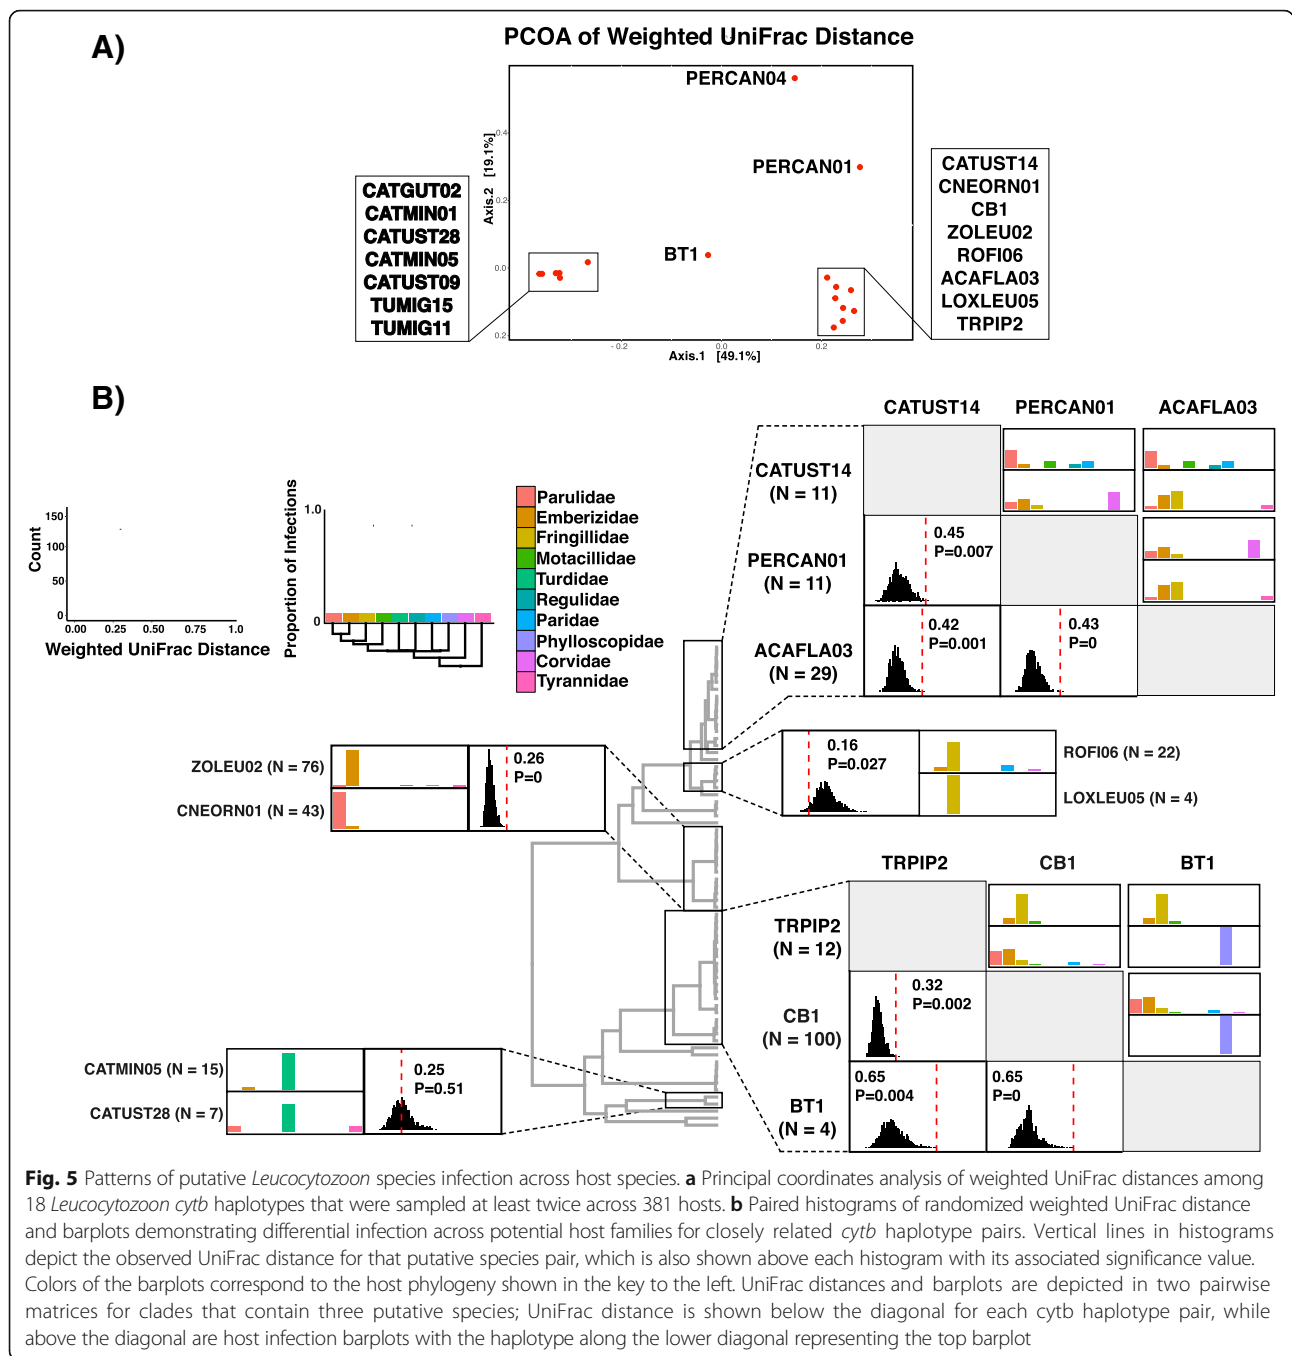 A)
PCOA of Weighted UniFrac Distance
PERCAN04
PERCAN01
BT1
Axis.2 [19.1%]
0.4
0.2
0.0
0.2
- 0.2
0.0
0.2
Axis.1 [49.1%]
CATGUT02
CATMIN01
CATUST28
CATMIN05
CATUST09
TUMIG15
TUMIG11
CATUST14
CNEORN01
CB1
ZOLEU02
ROFI06
ACAFLA03
LOXLEU05
TRPIP2
B)
Count
150
100
50
0
0.00 0.25 0.50 0.75 1.0
Weighted UniFrac Distance
Proportion of Infections
1.0
0
Parulidae
Emberizidae
Fringillidae
Motacillidae
Turdidae
Regulidae
Paridae
Phylloscopidae
Corvidae
Tyrannidae
CATUST14 PERCAN01 ACAFLA03
CATUST14
(N = 11)
PERCAN01
(N = 11)
0.45
P=0.007
ACAFLA03
(N = 29)
0.42
P=0.001
0.43
P=0
ZOLEU02 (N = 76)
CNEORN01 (N = 43)
0.26
P=0
0.16
P=0.027
ROFI06 (N = 22)
LOXLEU05 (N = 4)
TRPIP2 CB1 BT1
TRPIP2
(N = 12)
CB1
(N = 100)
0.32
P=0.002
BT1
(N = 4)
0.65
P=0.004
0.65
P=0
CATMIN05 (N = 15)
CATUST28 (N = 7)
0.25
P=0.51
Fig. 5 Patterns of putative Leucocytozoon species infection across host species. a Principal coordinates analysis of weighted UniFrac distances among
18 Leucocytozoon cytb haplotypes that were sampled at least twice across 381 hosts. b Paired histograms of randomized weighted UniFrac distance
and barplots demonstrating differential infection across potential host families for closely related cytb haplotype pairs. Vertical lines in histograms
depict the observed UniFrac distance for that putative species pair, which is also shown above each histogram with its associated significance value.
Colors of the barplots correspond to the host phylogeny shown in the key to the left. UniFrac distances and barplots are depicted in two pairwise
matrices for clades that contain three putative species; UniFrac distance is shown below the diagonal for each cytb haplotype pair, while
above the diagonal are host infection barplots with the haplotype along the lower diagonal representing the top barplot